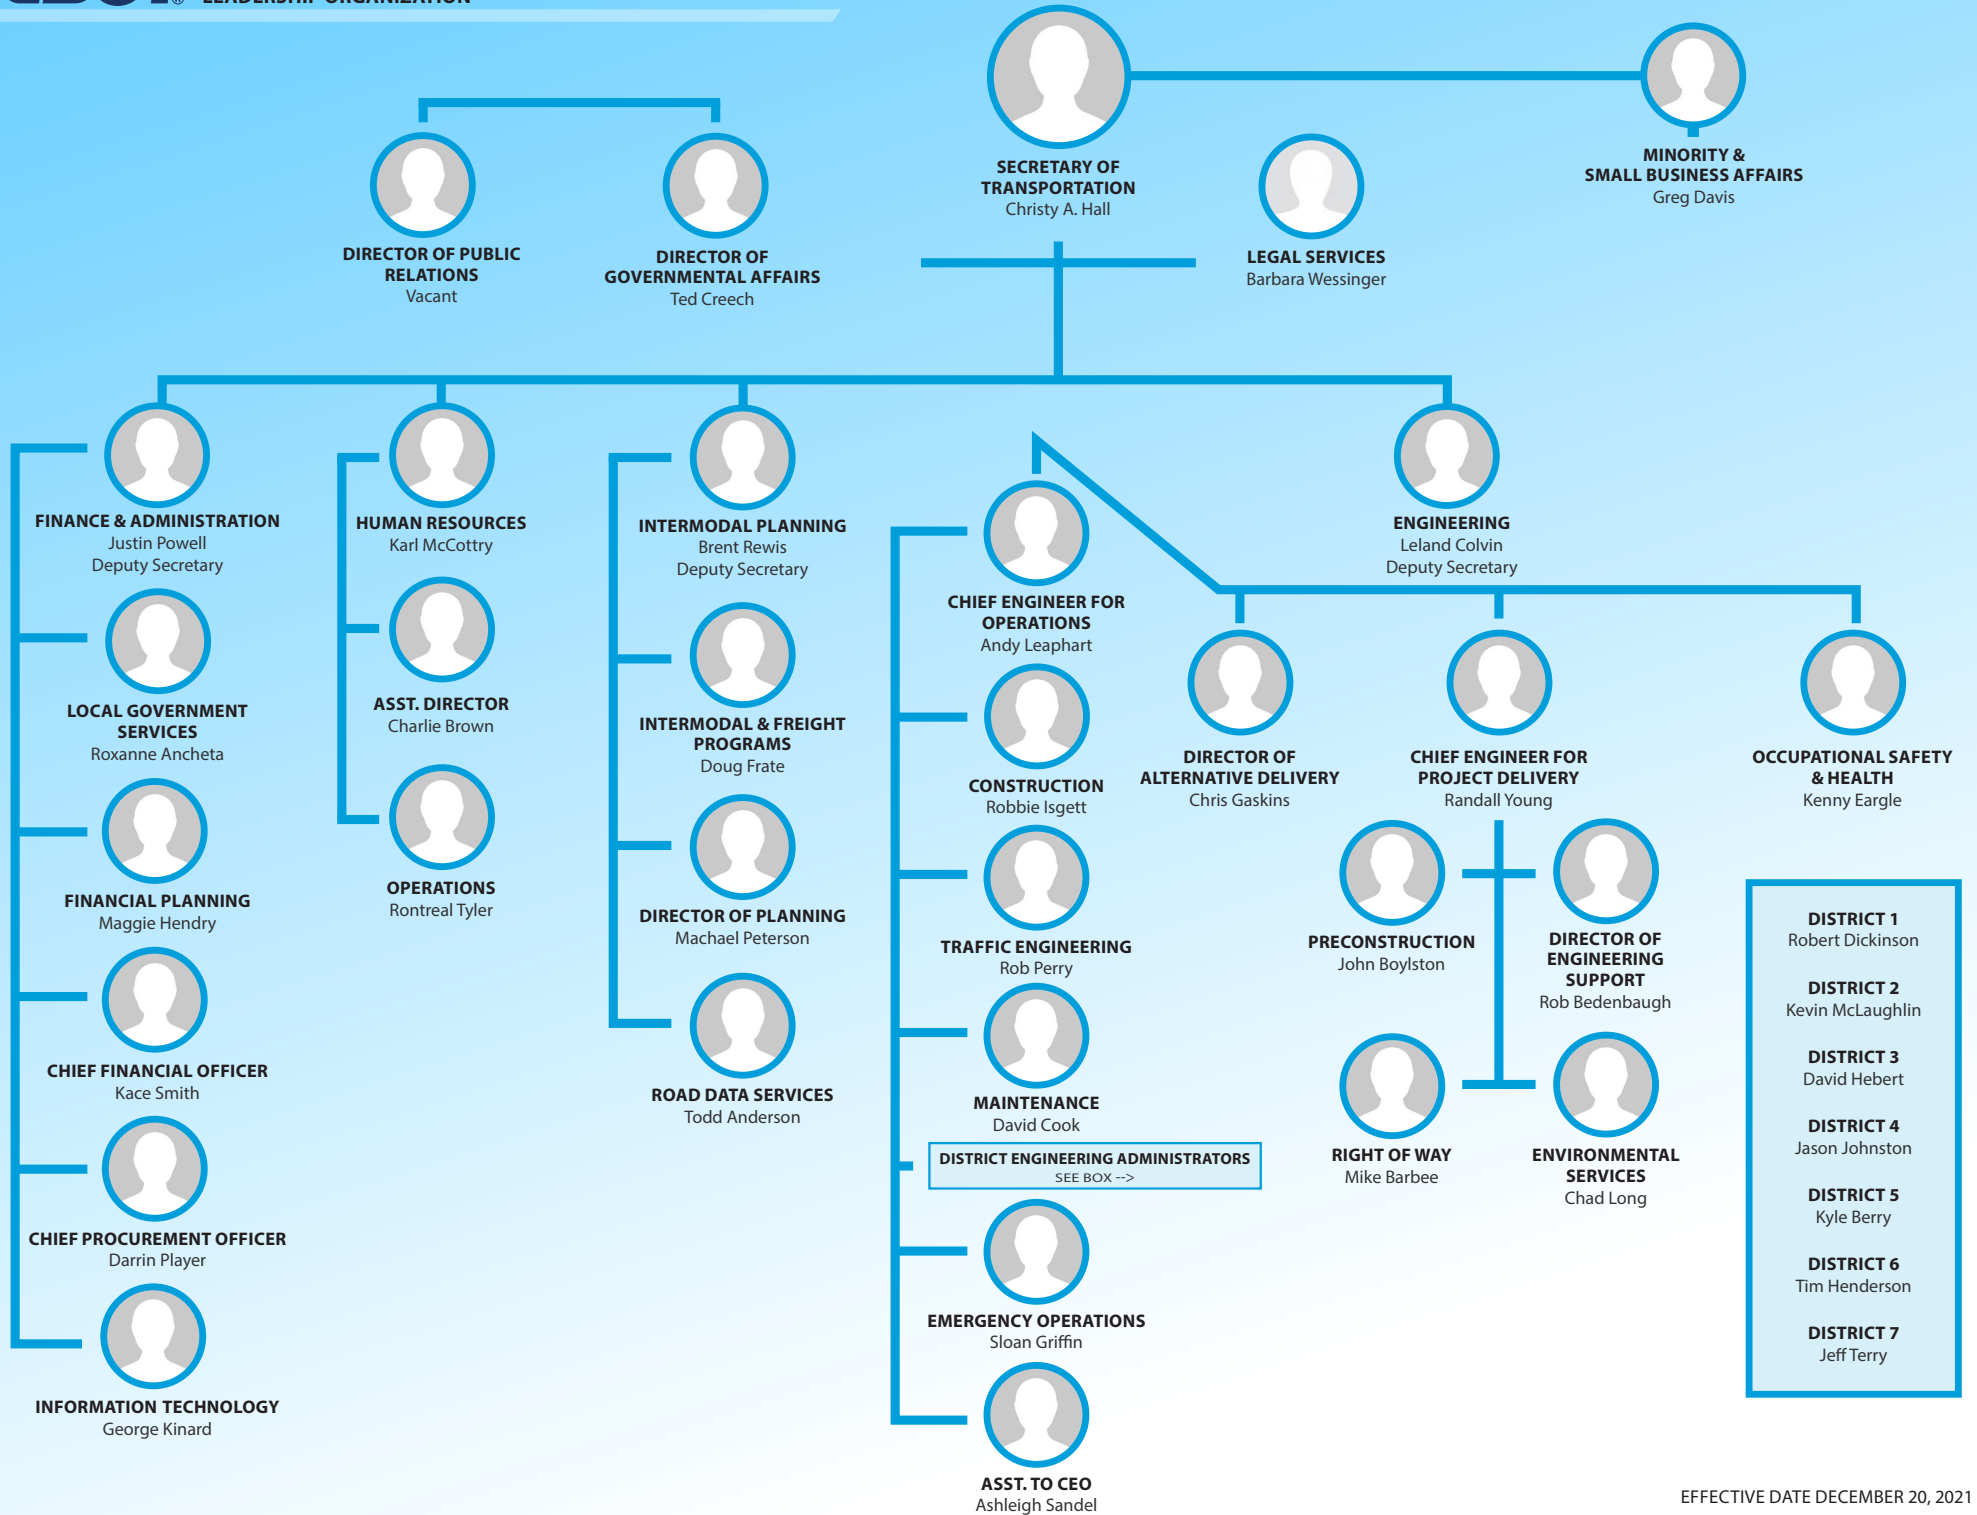 LEADERSHIP ORGANIZATION
SECRETARY OF
TRANSPORTATION
Christy A. Hall
MINORITY &
SMALL BUSINESS AFFAIRS
Greg Davis
DIRECTOR OF PUBLIC
RELATIONS
Vacant
DIRECTOR OF
GOVERNMENTAL AFFAIRS
Ted Creech
LEGAL SERVICES
Barbara Wessinger
FINANCE & ADMINISTRATION
Justin Powell
Deputy Secretary
LOCAL GOVERNMENT
SERVICES
Roxanne Ancheta
FINANCIAL PLANNING
Maggie Hendry
CHIEF FINANCIAL OFFICER
Kace Smith
CHIEF PROCUREMENT OFFICER
Darrin Player
INFORMATION TECHNOLOGY
George Kinard
HUMAN RESOURCES
Karl McCottry
ASST. DIRECTOR
Charlie Brown
OPERATIONS
Rontreal Tyler
INTERMODAL PLANNING
Brent Rewis
Deputy Secretary
INTERMODAL & FREIGHT
PROGRAMS
Doug Frate
DIRECTOR OF PLANNING
Machael Peterson
ROAD DATA SERVICES
Todd Anderson
ENGINEERING
Leland Colvin
Deputy Secretary
CHIEF ENGINEER FOR
OPERATIONS
Andy Leaphart
CONSTRUCTION
Robbie Isgett
TRAFFIC ENGINEERING
Rob Perry
MAINTENANCE
David Cook
DISTRICT ENGINEERING ADMINISTRATORS
SEE BOX -->
EMERGENCY OPERATIONS
Sloan Griffin
ASST. TO CEO
Ashleigh Sandel
DIRECTOR OF
ALTERNATIVE DELIVERY
Chris Gaskins
CHIEF ENGINEER FOR
PROJECT DELIVERY
Randall Young
OCCUPATIONAL SAFETY
& HEALTH
Kenny Eargle
PRECONSTRUCTION
John Boylston
DIRECTOR OF
ENGINEERING
SUPPORT
Rob Bedenbaugh
RIGHT OF WAY
Mike Barbee
ENVIRONMENTAL
SERVICES
Chad Long
DISTRICT 1
Robert Dickinson
DISTRICT 2
Kevin McLaughlin
DISTRICT 3
David Hebert
DISTRICT 4
Jason Johnston
DISTRICT 5
Kyle Berry
DISTRICT 6
Tim Henderson
DISTRICT 7
Jeff Terry
EFFECTIVE DATE DECEMBER 20, 2021